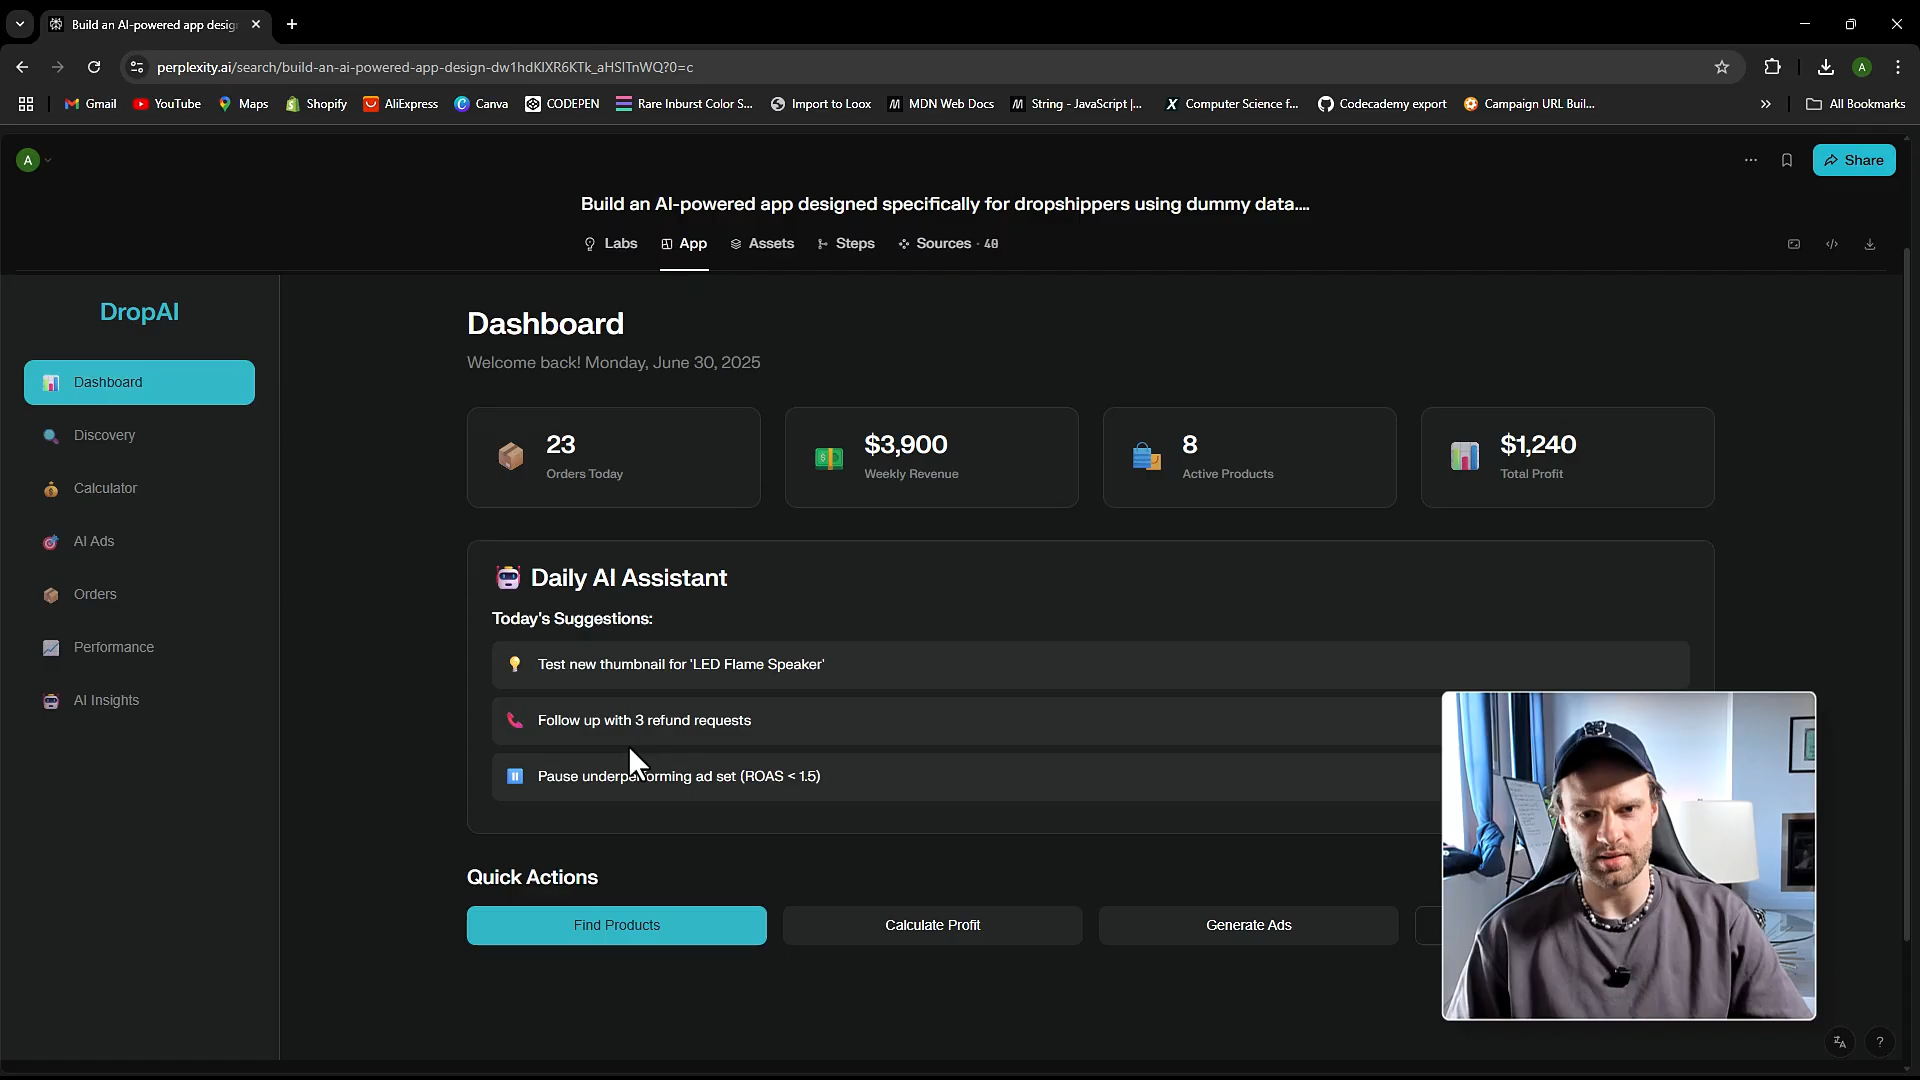 Build an AI-powered app desig
perplexity.ai/search/build-an-ai-powered-app-design-dw1hdKlXR6KTk_aHSlTnWQ?0=c
A
Gmail
YouTube
Maps
Shopify
AliExpress
Canva
CODEPEN
Rare Inburst Color S...
Import to Loox
MDN Web Docs
String - JavaScript |...
Computer Science f...
Codecademy export
Campaign URL Buil...
All Bookmarks
A
Share
Build an AI-powered app designed specifically for dropshippers using dummy data....
Labs
App
Assets
Steps
Sources · 40
DropAI
Dashboard
Discovery
Calculator
AI Ads
Orders
Performance
AI Insights
Dashboard
Welcome back! Monday, June 30, 2025
23
Orders Today
$3,900
Weekly Revenue
8
Active Products
$1,240
Total Profit
Daily AI Assistant
Today's Suggestions:
Test new thumbnail for 'LED Flame Speaker'
Follow up with 3 refund requests
Pause underperforming ad set (ROAS < 1.5)
Quick Actions
Find Products
Calculate Profit
Generate Ads